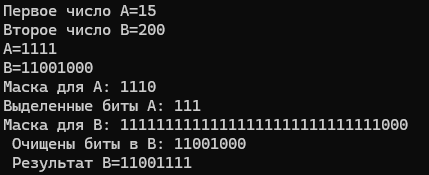 Первое число A=15
Второе число B=200
A=1111
B=11001000
Маска для A: 1110
Выделенные биты A: 111
Маска для B: 11111111111111111111111111111000
Очищены биты в B: 11001000
Результат B=11001111